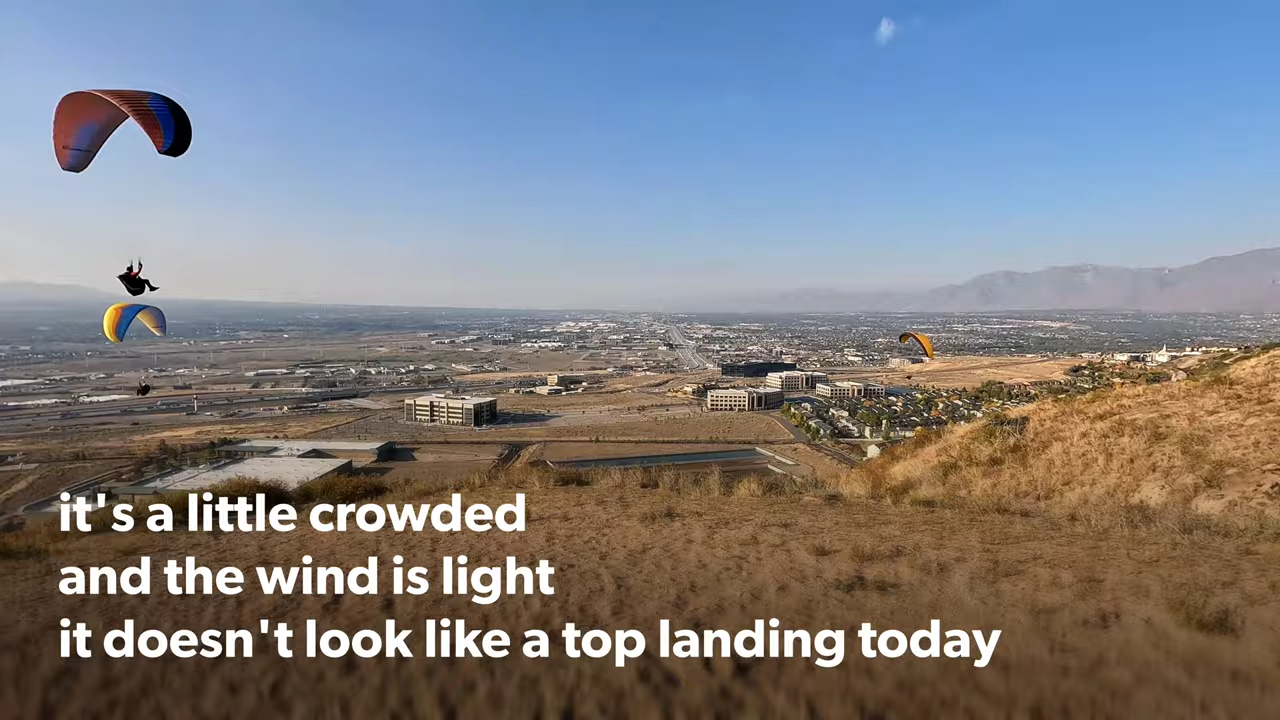 it's a little crowded
and the wind is light
it doesn't look like a top landing today